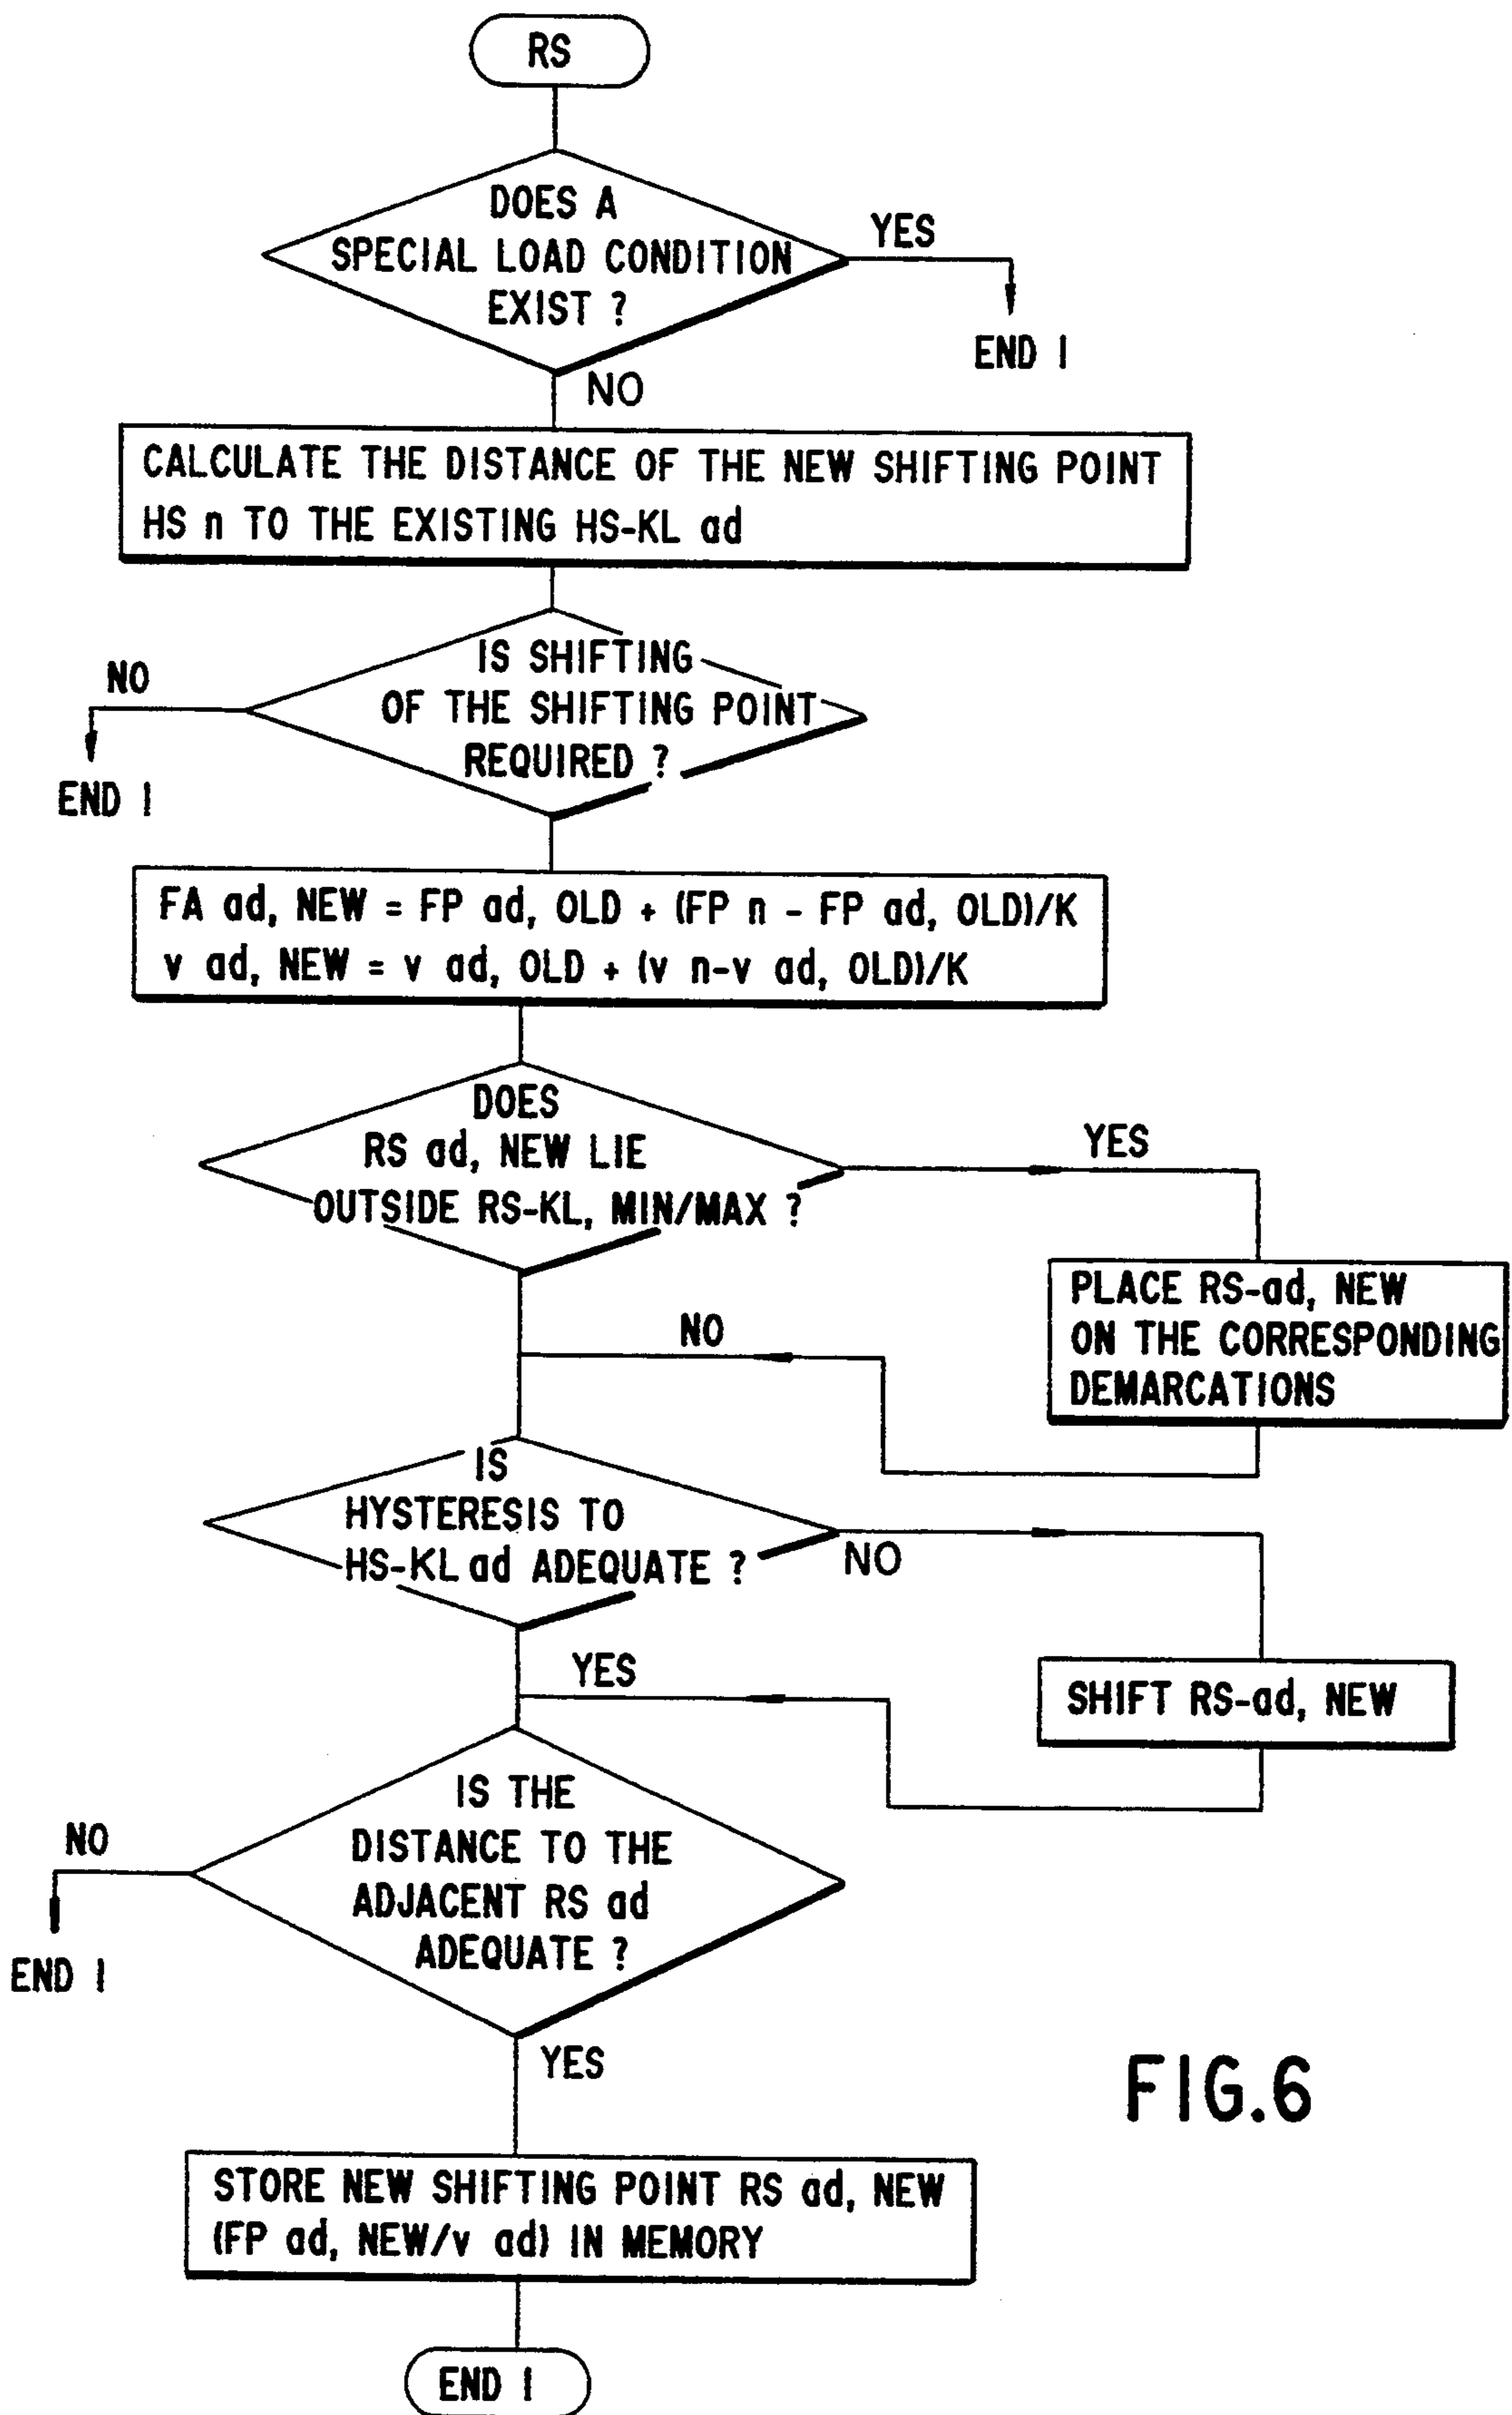 RS
DOES A
SPECIAL LOAD CONDITION
EXIST ?
YES
END 1
NO
CALCULATE THE DISTANCE OF THE NEW SHIFTING POINT
HS n TO THE EXISTING HS-KL ad
IS SHIFTING
OF THE SHIFTING POINT
REQUIRED ?
NO
END 1
FA ad, NEW = FP ad, OLD + (FP n - FP ad, OLD)/K
v ad, NEW = v ad, OLD + (v n-v ad, OLD)/K
DOES
RS ad, NEW LIE
OUTSIDE RS-KL, MIN/MAX ?
YES
PLACE RS-ad, NEW
ON THE CORRESPONDING
DEMARCATIONS
NO
IS
HYSTERESIS TO
HS-KL ad ADEQUATE ?
NO
SHIFT RS-ad, NEW
YES
IS THE
DISTANCE TO THE
ADJACENT RS ad
ADEQUATE ?
NO
END 1
YES
STORE NEW SHIFTING POINT RS ad, NEW
(FP ad, NEW/v ad) IN MEMORY
END 1
FIG.6